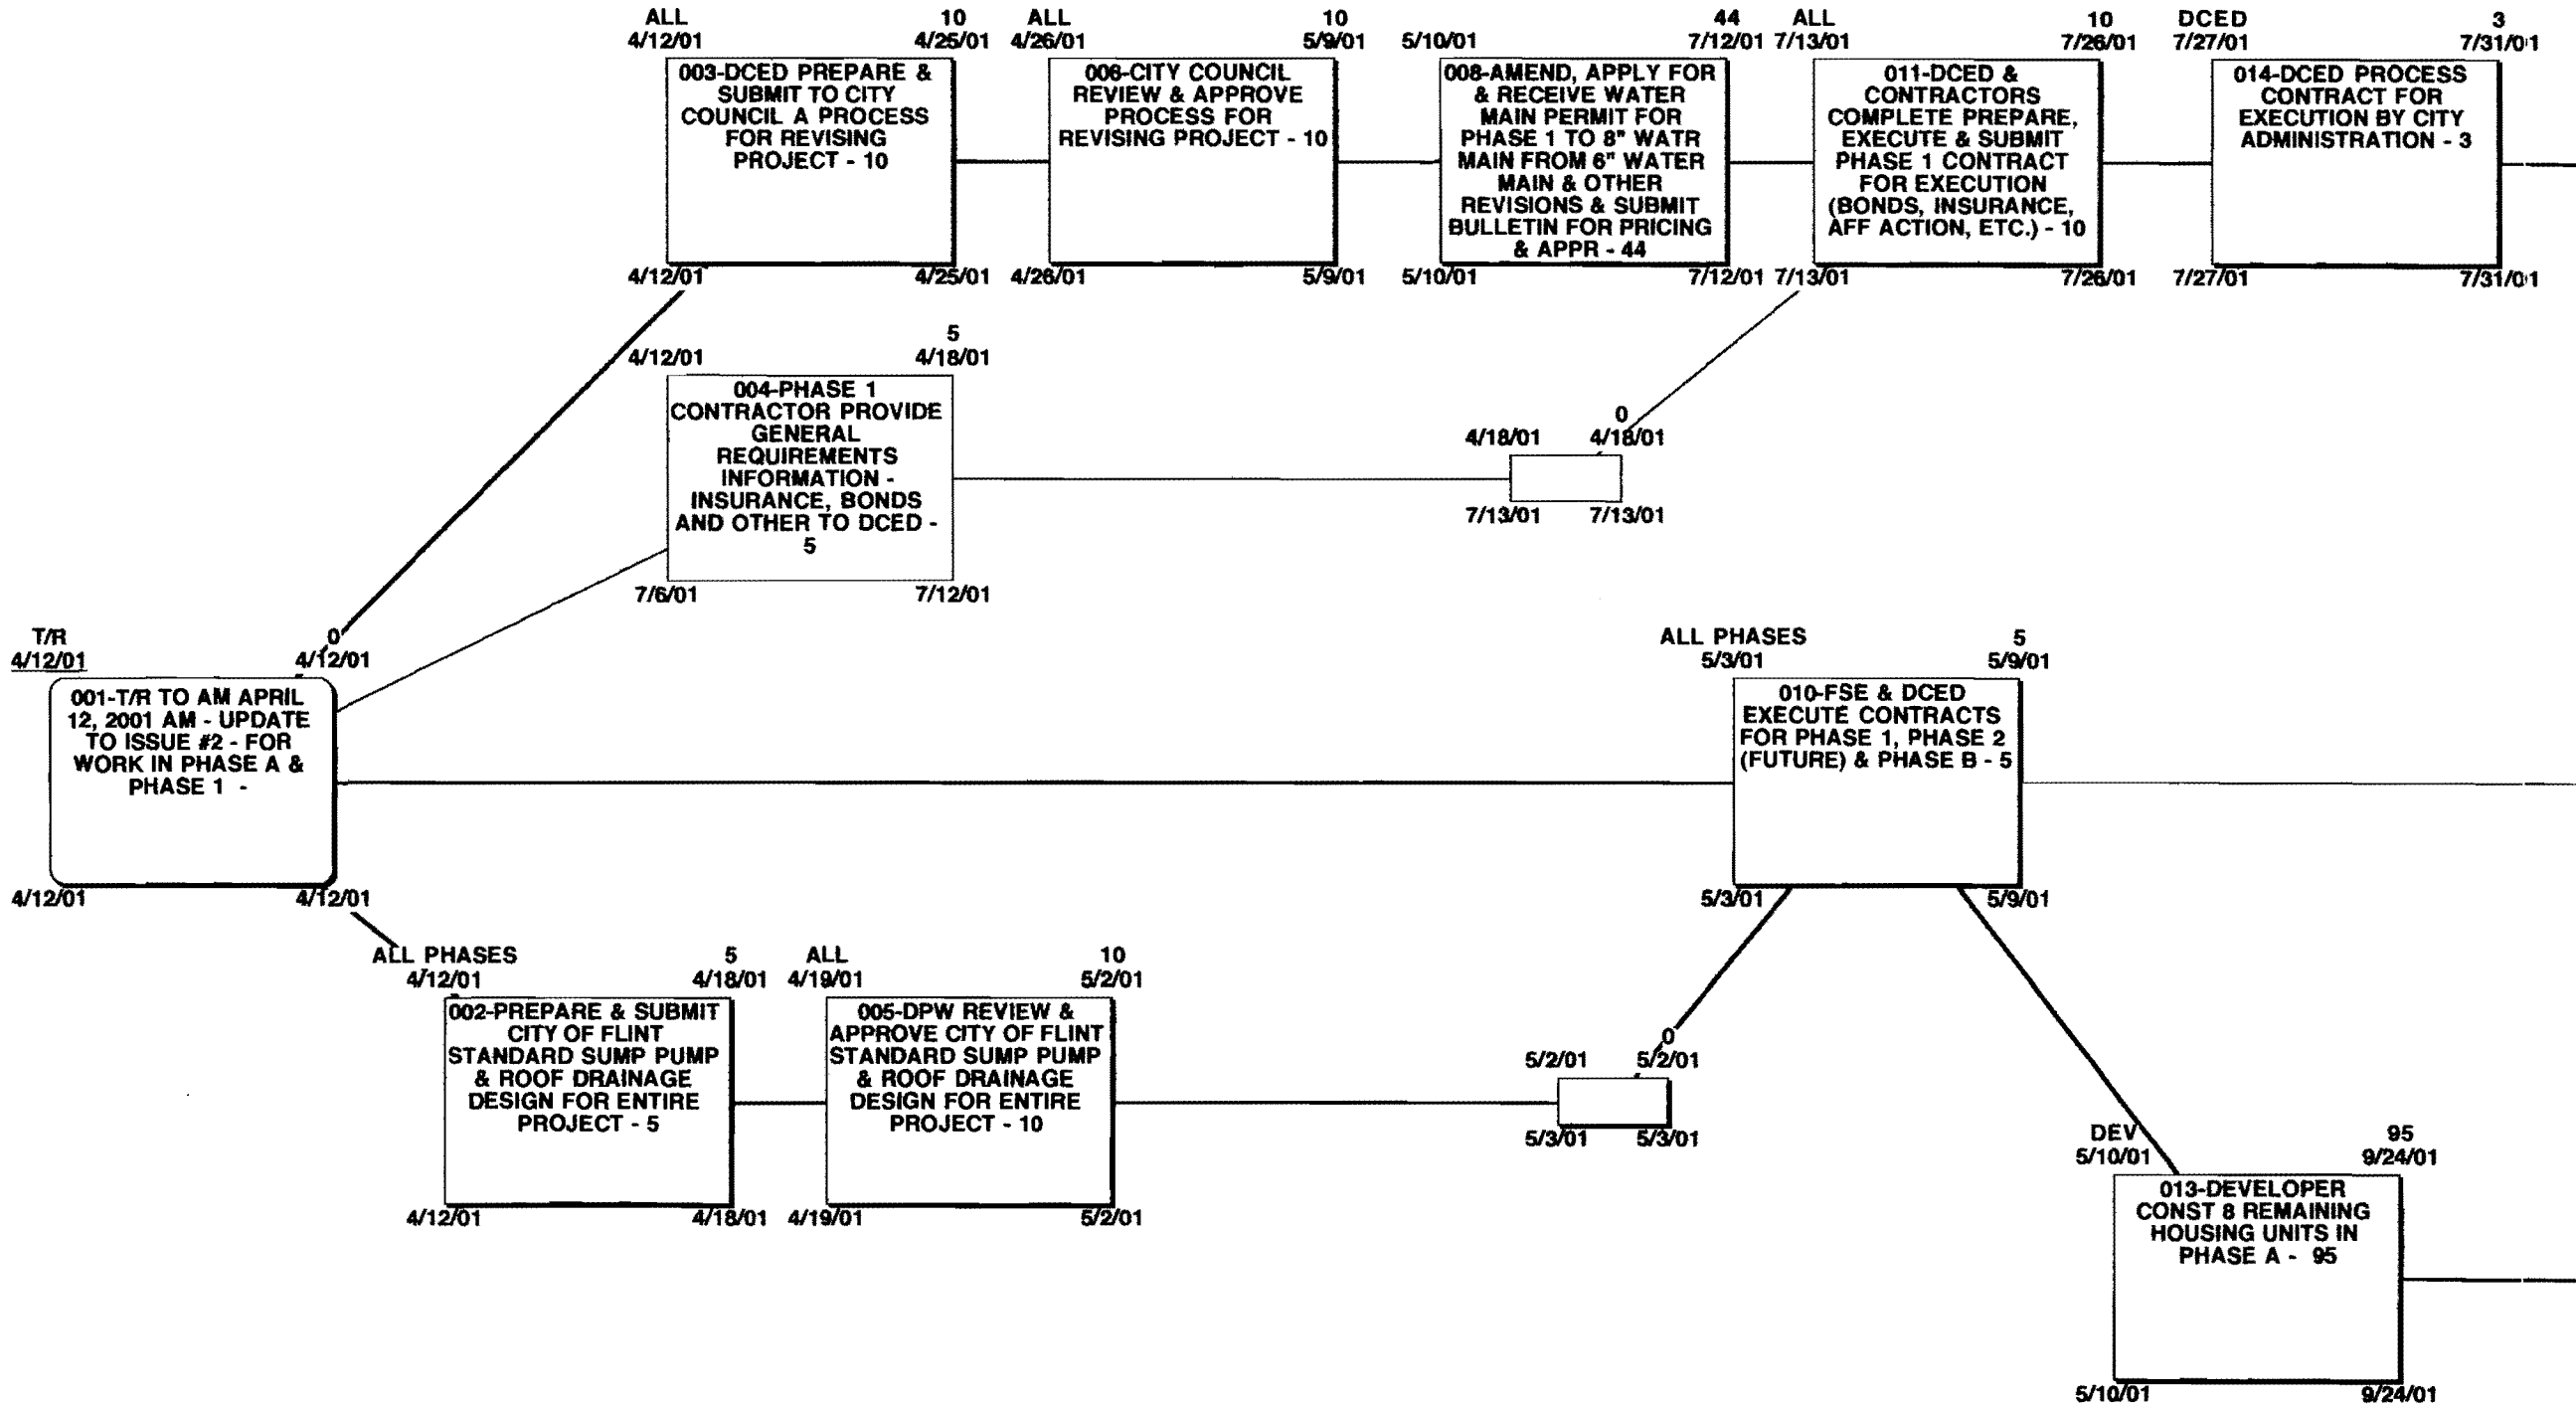 ALL 10 ALL 10 44 ALL 10 DCED 3
4/12/01 4/25/01 4/26/01 5/9/01 5/10/01 7/12/01 7/13/01 7/26/01 7/27/01 7/31/01
003-DCED PREPARE &
SUBMIT TO CITY
COUNCIL A PROCESS
FOR REVISING
PROJECT - 10
006-CITY COUNCIL
REVIEW & APPROVE
PROCESS FOR
REVISING PROJECT - 10
008-AMEND, APPLY FOR
& RECEIVE WATER
MAIN PERMIT FOR
PHASE 1 TO 8" WATR
MAIN FROM 6" WATER
MAIN & OTHER
REVISIONS & SUBMIT
BULLETIN FOR PRICING
& APPR - 44
011-DCED &
CONTRACTORS
COMPLETE PREPARE,
EXECUTE & SUBMIT
PHASE 1 CONTRACT
FOR EXECUTION
(BONDS, INSURANCE,
AFF ACTION, ETC.) - 10
014-DCED PROCESS
CONTRACT FOR
EXECUTION BY CITY
ADMINISTRATION - 3
4/12/01 4/25/01 4/26/01 5/9/01 5/10/01 7/12/01 7/13/01 7/26/01 7/27/01 7/31/01
5
4/12/01 4/18/01
004-PHASE 1
CONTRACTOR PROVIDE
GENERAL
REQUIREMENTS
INFORMATION -
INSURANCE, BONDS
AND OTHER TO DCED -
5
7/6/01 7/12/01
0
4/18/01 4/18/01
7/13/01 7/13/01
T/R 0
4/12/01 4/12/01
001-T/R TO AM APRIL
12, 2001 AM - UPDATE
TO ISSUE #2 - FOR
WORK IN PHASE A &
PHASE 1 -
4/12/01 4/12/01
ALL PHASES 5
5/3/01 5/9/01
010-FSE & DCED
EXECUTE CONTRACTS
FOR PHASE 1, PHASE 2
(FUTURE) & PHASE B - 5
5/3/01 5/9/01
ALL PHASES 5 ALL 10
4/12/01 4/18/01 4/19/01 5/2/01
002-PREPARE & SUBMIT
CITY OF FLINT
STANDARD SUMP PUMP
& ROOF DRAINAGE
DESIGN FOR ENTIRE
PROJECT - 5
005-DPW REVIEW &
APPROVE CITY OF FLINT
STANDARD SUMP PUMP
& ROOF DRAINAGE
DESIGN FOR ENTIRE
PROJECT - 10
4/12/01 4/18/01 4/19/01 5/2/01
0
5/2/01 5/2/01
5/3/01 5/3/01
DEV 95
5/10/01 9/24/01
013-DEVELOPER
CONST 8 REMAINING
HOUSING UNITS IN
PHASE A - 95
5/10/01 9/24/01